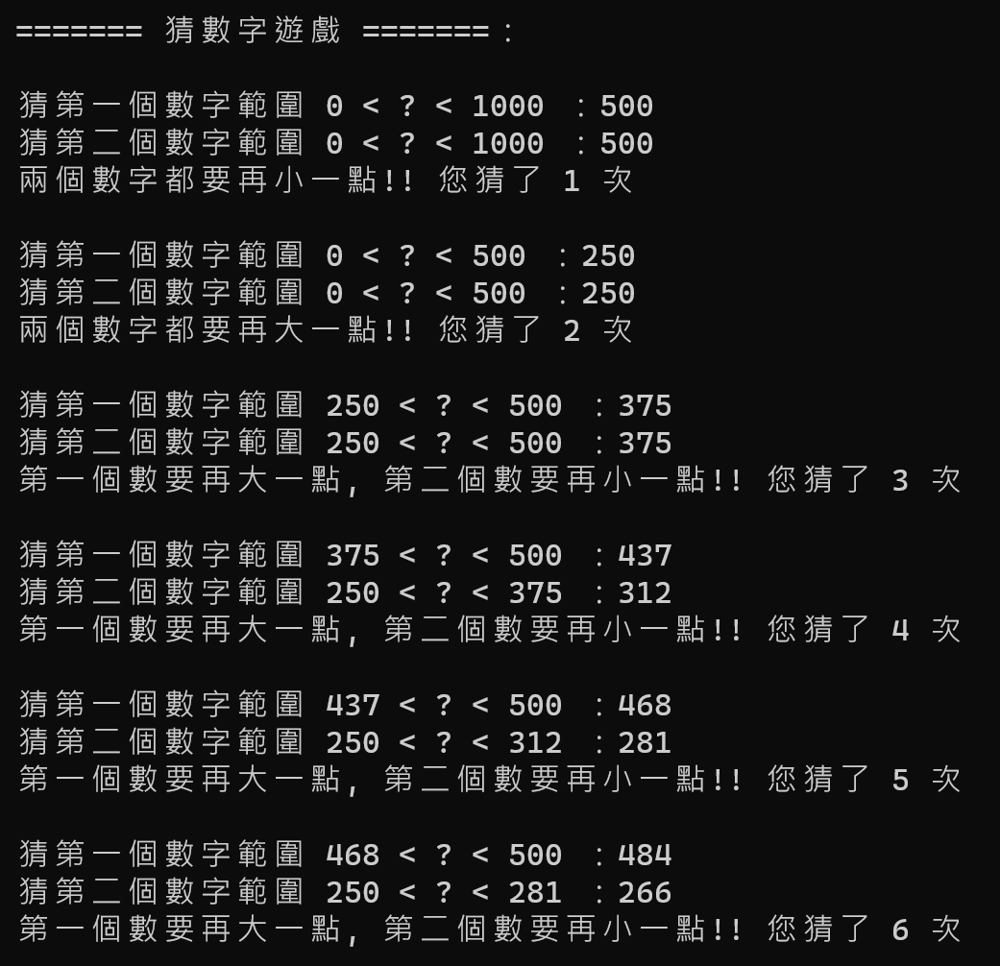 ======= 猜數字遊戲 =======：
猜第一個數字範圍 0 < ? < 1000 ：500
猜第二個數字範圍 0 < ? < 1000 ：500
兩個數字都要再小一點!! 您猜了 1 次
猜第一個數字範圍 0 < ? < 500 ：250
猜第二個數字範圍 0 < ? < 500 ：250
兩個數字都要再大一點!! 您猜了 2 次
猜第一個數字範圍 250 < ? < 500 ：375
猜第二個數字範圍 250 < ? < 500 ：375
第一個數要再大一點, 第二個數要再小一點!! 您猜了 3 次
猜第一個數字範圍 375 < ? < 500 ：437
猜第二個數字範圍 250 < ? < 375 ：312
第一個數要再大一點, 第二個數要再小一點!! 您猜了 4 次
猜第一個數字範圍 437 < ? < 500 ：468
猜第二個數字範圍 250 < ? < 312 ：281
第一個數要再大一點, 第二個數要再小一點!! 您猜了 5 次
猜第一個數字範圍 468 < ? < 500 ：484
猜第二個數字範圍 250 < ? < 281 ：266
第一個數要再大一點, 第二個數要再小一點!! 您猜了 6 次